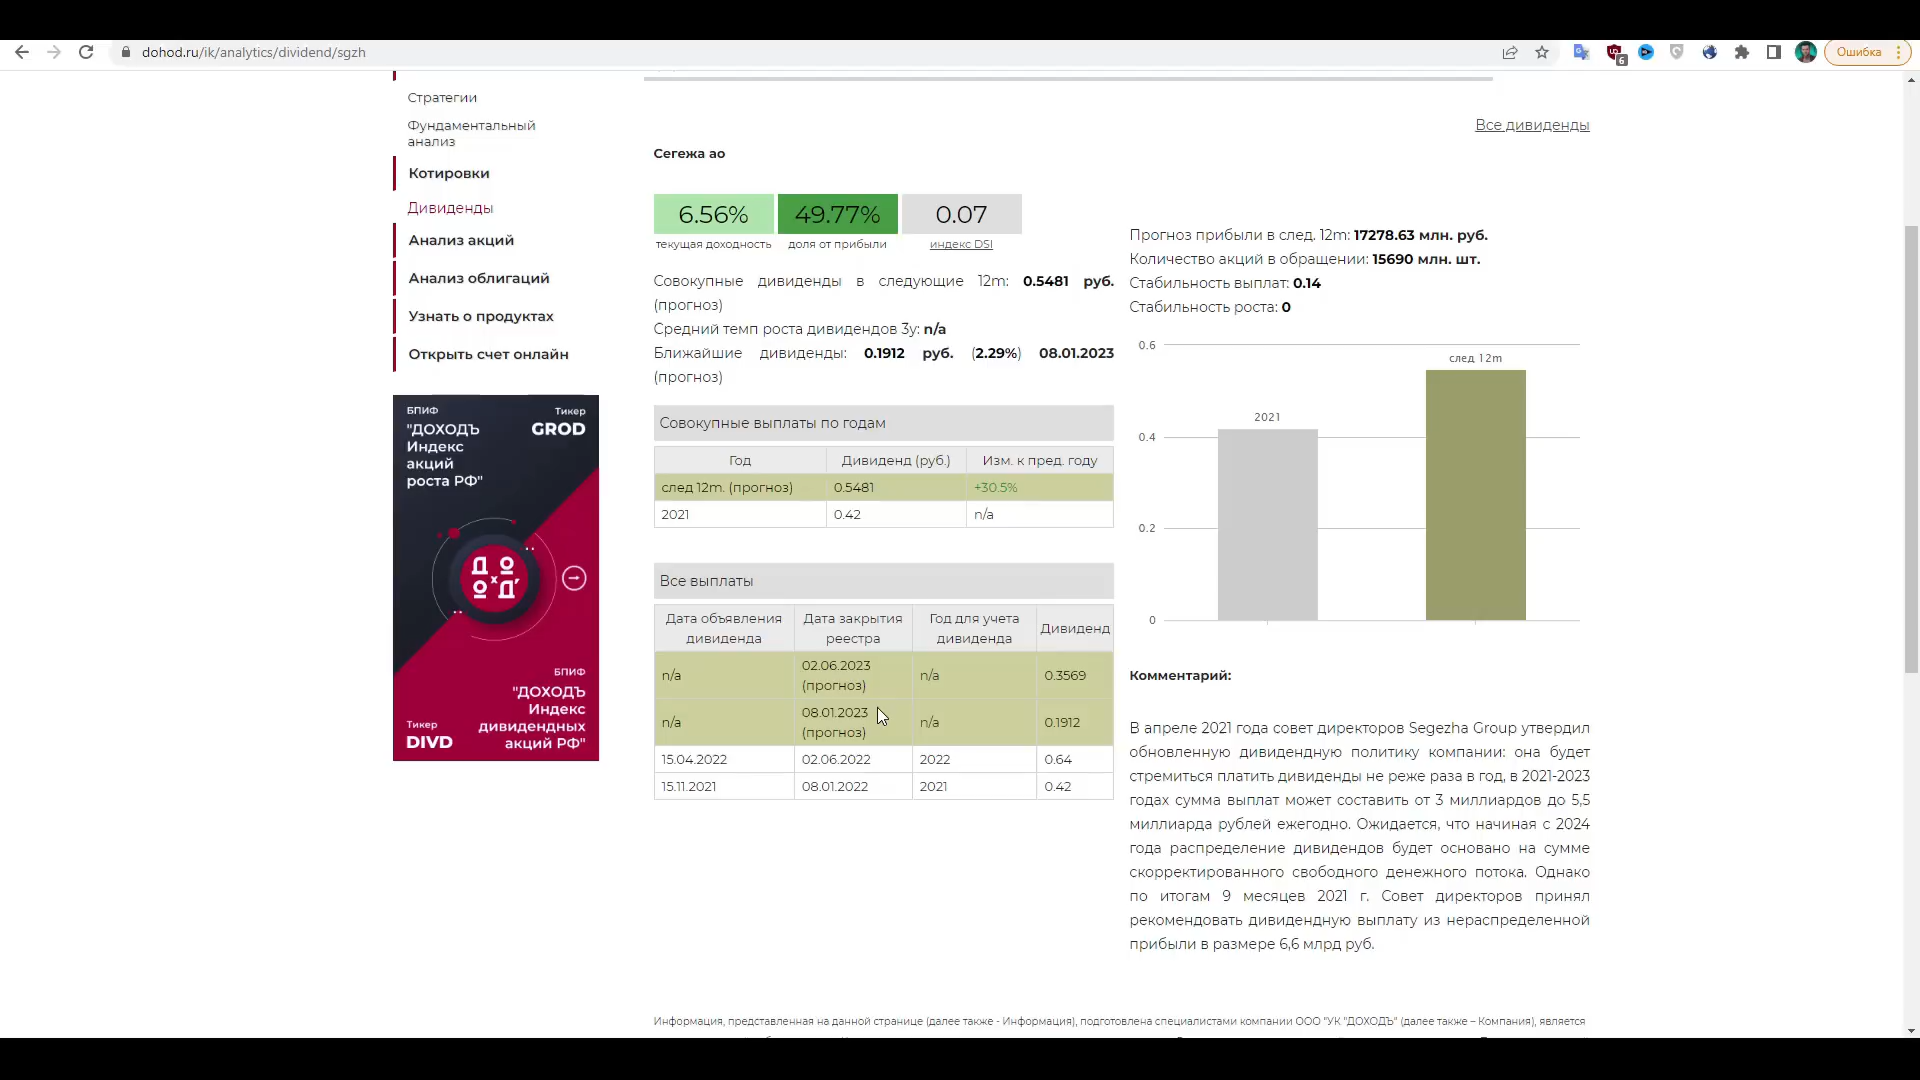 dohod.ru/ik/analytics/dividend/sgzh
6
Ошибка
Стратегии
Фундаментальный
анализ
Котировки
Дивиденды
Анализ акций
Анализ облигаций
Узнать о продуктах
Открыть счет онлайн
БПИФ
Тикер
"ДОХОДЪ
GROD
Индекс
акций
роста РФ"
БПИФ
"ДОХОДЪ
Индекс
Тикер
дивидендных
DIVD
акций РФ"
Все дивиденды
Сегежа ао
6.56%
49.77%
0.07
текущая доходность
доля от прибыли
индекс DSI
Совокупные дивиденды в следующие 12m: 0.5481 руб.
(прогноз)
Средний темп роста дивидендов 3y: n/a
Ближайшие дивиденды: 0.1912 руб. (2.29%) 08.01.2023
(прогноз)
Совокупные выплаты по годам
Год Дивиденд (руб.) Изм. к пред. году
след 12m. (прогноз) 0.5481 +30.5%
2021 0.42 n/a
Все выплаты
Дата объявления
дивиденда
Дата закрытия
реестра
Год для учета
дивиденда
Дивиденд
n/a
02.06.2023
(прогноз)
n/a
0.3569
n/a
08.01.2023
(прогноз)
n/a
0.1912
15.04.2022 02.06.2022 2022 0.64
15.11.2021 08.01.2022 2021 0.42
Прогноз прибыли в след. 12m: 17278.63 млн. руб.
Количество акций в обращении: 15690 млн. шт.
Стабильность выплат: 0.14
Стабильность роста: 0
0.6
след 12m
2021
0.4
0.2
0
Комментарий:
В апреле 2021 года совет директоров Segezha Group утвердил
обновленную дивидендную политику компании: она будет
стремиться платить дивиденды не реже раза в год, в 2021-2023
годах сумма выплат может составить от 3 миллиардов до 5,5
миллиарда рублей ежегодно. Ожидается, что начиная с 2024
года распределение дивидендов будет основано на сумме
скорректированного свободного денежного потока. Однако
по итогам 9 месяцев 2021 г. Совет директоров принял
рекомендовать дивидендную выплату из нераспределенной
прибыли в размере 6,6 млрд руб.
Информация, представленная на данной странице (далее также - Информация), подготовлена специалистами компании ООО "УК "ДОХОДЪ" (далее также – Компания), является